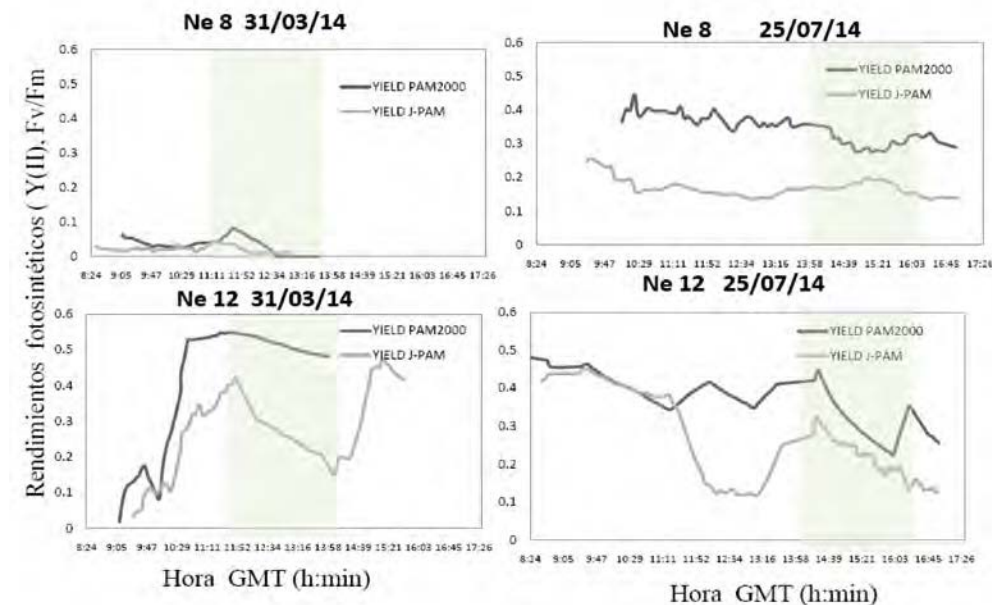 Ne 8 31/03/14
0.6
0.5
0.4
0.3
0.2
0.1
0
YIELD PAM2000
YIELD J-PAM
8:24 9:05 9:47 10:29 11:11 11:52 12:34 13:16 13:58 14:39 15:21 16:03 16:45 17:26
Ne 8 25/07/14
0.6
0.5
0.4
0.3
0.2
0.1
0
YIELD PAM2000
YIELD J-PAM
8:24 9:05 9:47 10:29 11:11 11:52 12:34 13:16 13:58 14:39 15:21 16:03 16:45 17:26
Rendimientos fotosintéticos ( Y(II), Fv/Fm
Ne 12 31/03/14
0.6
0.5
0.4
0.3
0.2
0.1
0
YIELD PAM2000
YIELD J-PAM
8:24 9:05 9:47 10:29 11:11 11:52 12:34 13:16 13:58 14:39 15:21 16:03 16:45 17:26
Hora GMT (h:min)
Ne 12 25/07/14
0.6
0.5
0.4
0.3
0.2
0.1
0
YIELD PAM2000
YIELD J-PAM
8:24 9:05 9:47 10:29 11:11 11:52 12:34 13:16 13:58 14:39 15:21 16:03 16:45 17:26
Hora GMT (h:min)